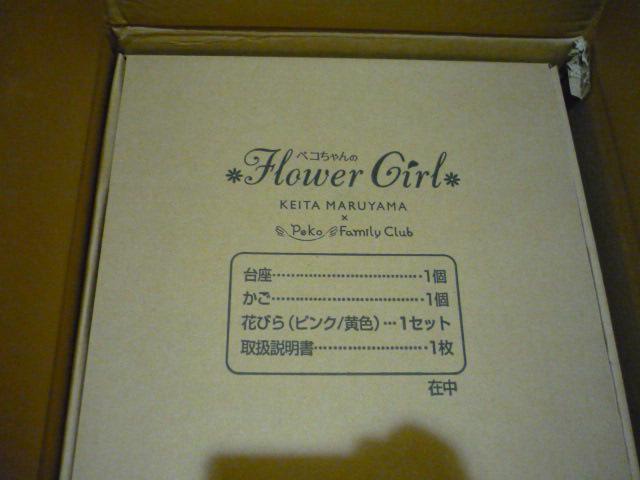 ペコちゃんの
Flower Girl
KEITA MARUYAMA
×
Peko Family Club
台座…………………………1個
かご…………………………1個
花びら（ピンク/黄色）…1セット
取扱説明書…………………1枚
在中